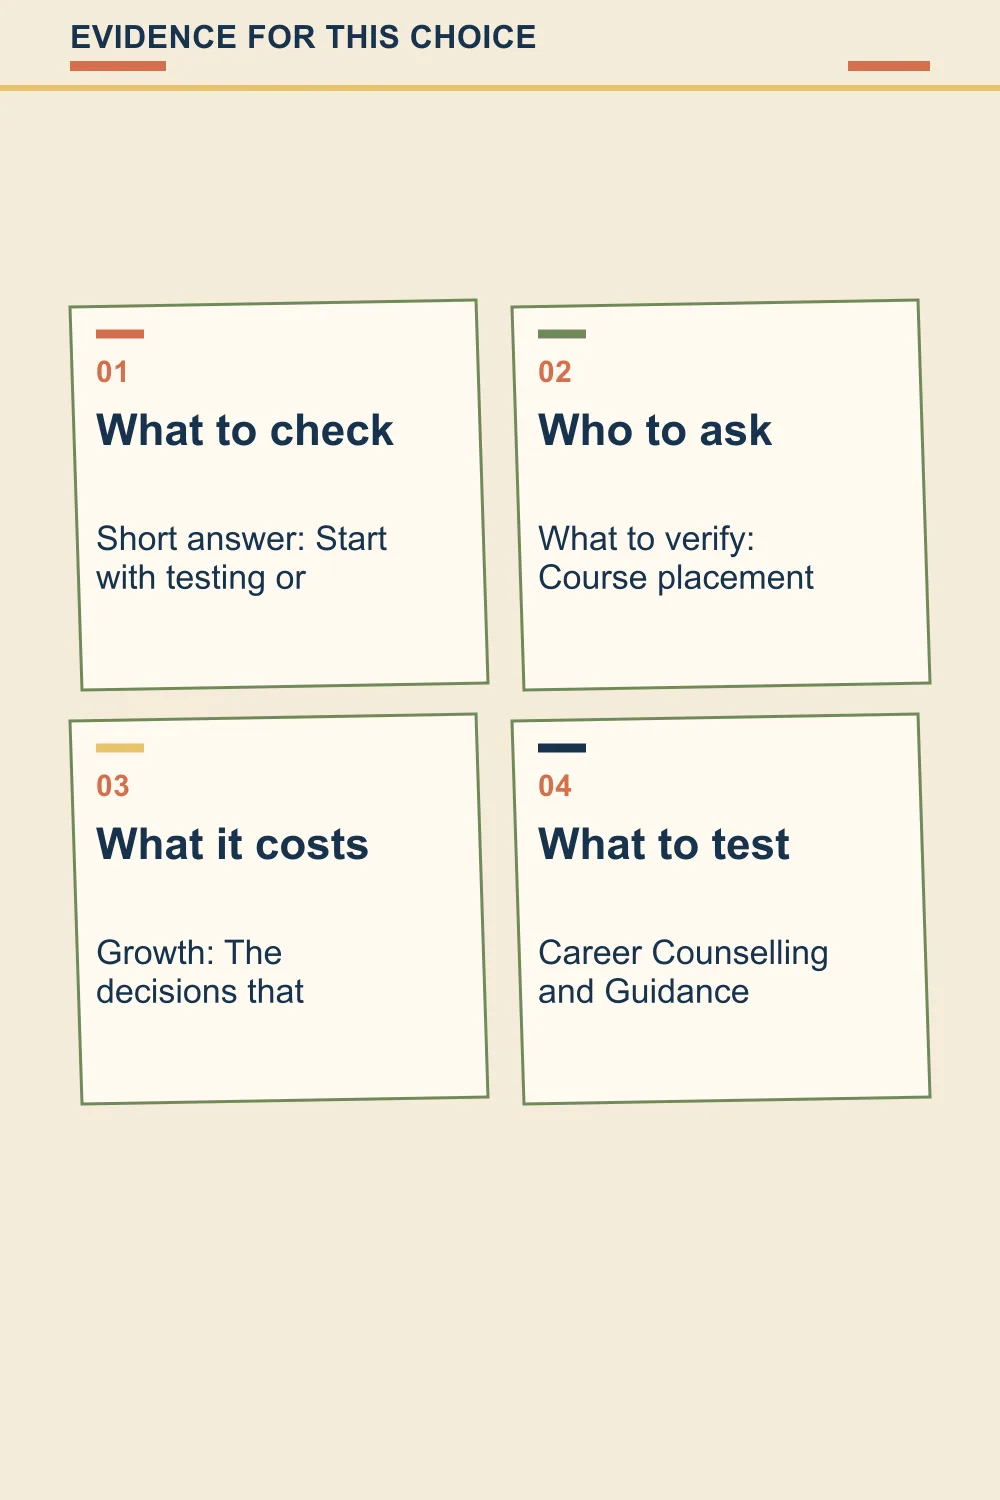 EVIDENCE FOR THIS CHOICE
01
What to check
Short answer: Start
with testing or
02
Who to ask
What to verify:
Course placement
03
What it costs
Growth: The
decisions that
04
What to test
Career Counselling
and Guidance